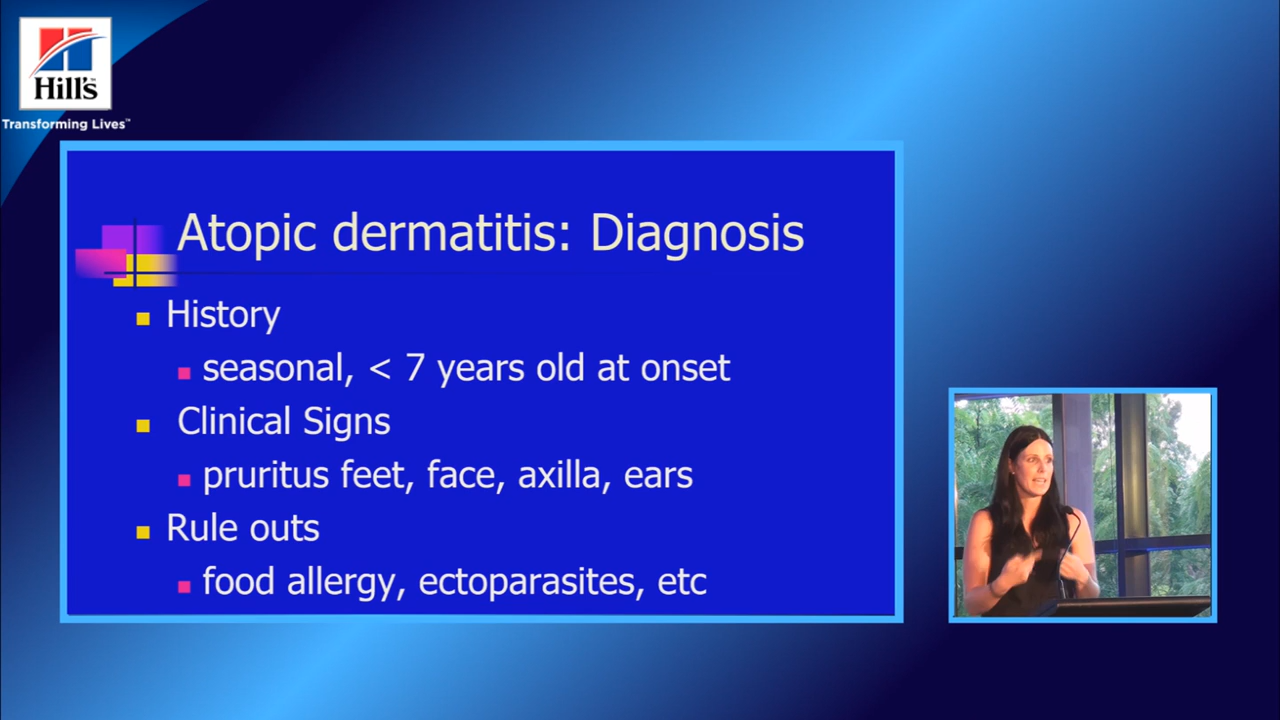 Hill's™
Transforming Lives™
Atopic dermatitis: Diagnosis
History
seasonal, < 7 years old at onset
Clinical Signs
pruritus feet, face, axilla, ears
Rule outs
food allergy, ectoparasites, etc